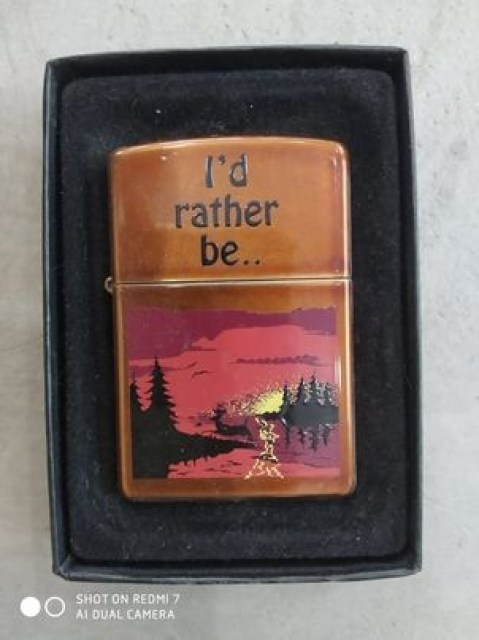 I'd
rather
be..
SHOT ON REDMI 7
AI DUAL CAMERA